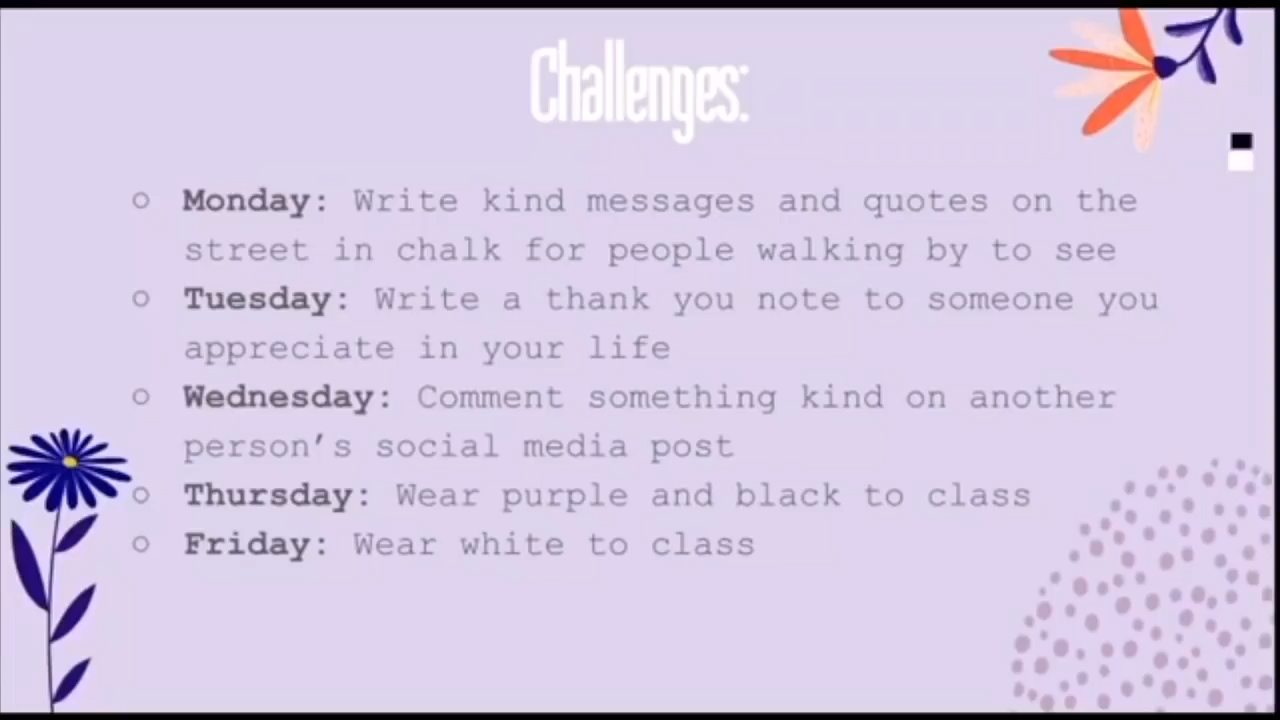 Challenges:
Monday: Write kind messages and quotes on the
street in chalk for people walking by to see
Tuesday: Write a thank you note to someone you
appreciate in your life
Wednesday: Comment something kind on another
person’s social media post
Thursday: Wear purple and black to class
Friday: Wear white to class